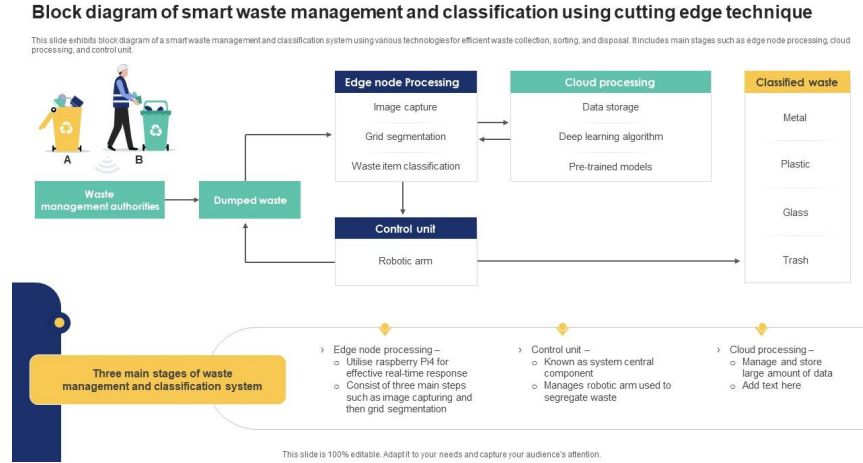 Block diagram of smart waste management and classification using cutting edge technique
This slide exhibits block diagram of a smart waste management and classification system using various technologies for efficient waste collection, sorting, and disposal. It includes main stages such as edge node processing, cloud
processing, and control unit.
A
B
Waste
management authorities
Dumped waste
Edge node Processing
Image capture
Grid segmentation
Waste item classification
Cloud processing
Data storage
Deep learning algorithm
Pre-trained models
Classified waste
Metal
Plastic
Glass
Trash
Control unit
Robotic arm
Three main stages of waste
management and classification system
› Edge node processing –
o Utilise raspberry Pi4 for
effective real-time response
o Consist of three main steps
such as image capturing and
then grid segmentation
› Control unit –
o Known as system central
component
o Manages robotic arm used to
segregate waste
› Cloud processing –
o Manage and store
large amount of data
o Add text here
This slide is 100% editable. Adapt it to your needs and capture your audience's attention.